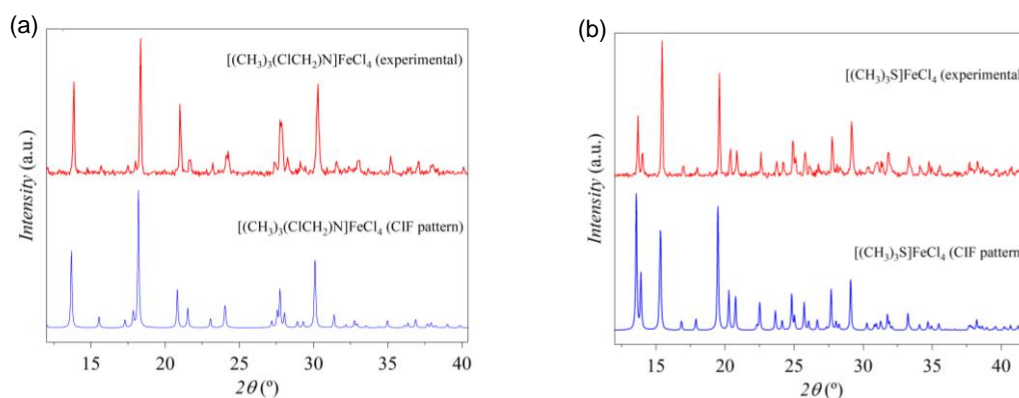 (a)
[(CH₃)₃(ClCH₂)N]FeCl₄ (experimental)
[(CH₃)₃(ClCH₂)N]FeCl₄ (CIF pattern)
Intensity (a.u.)
15 20 25 30 35 40
2θ (º)
(b)
[(CH₃)₃S]FeCl₄ (experimental
[(CH₃)₃S]FeCl₄ (CIF pattern
Intensity (a.u.)
15 20 25 30 35 40
2θ (º)